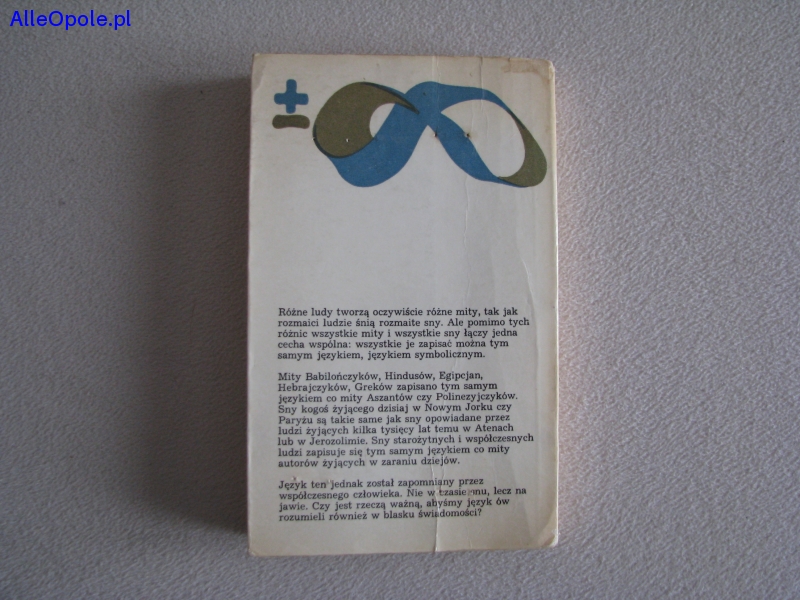 AlleOpole.pl
±
Różne ludy tworzą oczywiście różne mity, tak jak
rozmaici ludzie śnią rozmaite sny. Ale pomimo tych
różnic wszystkie mity i wszystkie sny łączy jedna
cecha wspólna: wszystkie je zapisać można tym
samym językiem, językiem symbolicznym.
Mity Babilończyków, Hindusów, Egipcjan,
Hebrajczyków, Greków zapisano tym samym
językiem co mity Aszantów czy Polinezyjczyków.
Sny kogoś żyjącego dzisiaj w Nowym Jorku czy
Paryżu są takie same jak sny opowiadane przez
ludzi żyjących kilka tysięcy lat temu w Atenach
lub w Jerozolimie. Sny starożytnych i współczesnych
ludzi zapisuje się tym samym językiem co mity
autorów żyjących w zaraniu dziejów.
Język ten jednak został zapomniany przez
współczesnego człowieka. Nie w czasie snu, lecz na
jawie. Czy jest rzeczą ważną, abyśmy język ów
rozumieli również w blasku świadomości?